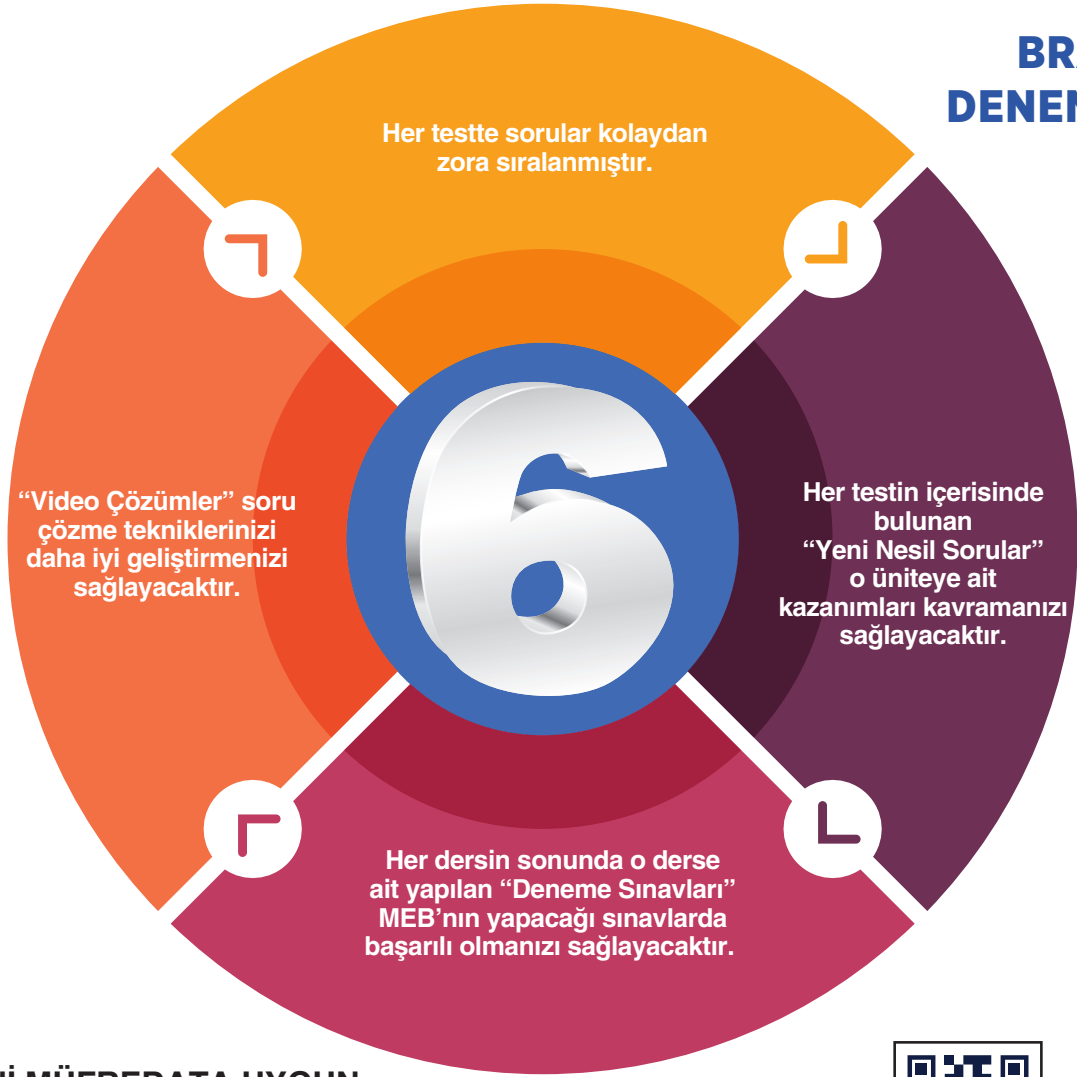 Her testte sorular kolaydan
zora sıralanmıştır.
6
“Video Çözümler” soru
çözme tekniklerinizi
daha iyi geliştirmenizi
sağlayacaktır.
Her testin içerisinde
bulunan
“Yeni Nesil Sorular”
o üniteye ait
kazanımları kavramanızı
sağlayacaktır.
Her dersin sonunda o derse
ait yapılan “Deneme Sınavları”
MEB’nın yapacağı sınavlarda
başarılı olmanızı sağlayacaktır.
MÜFREDATA UYGUN